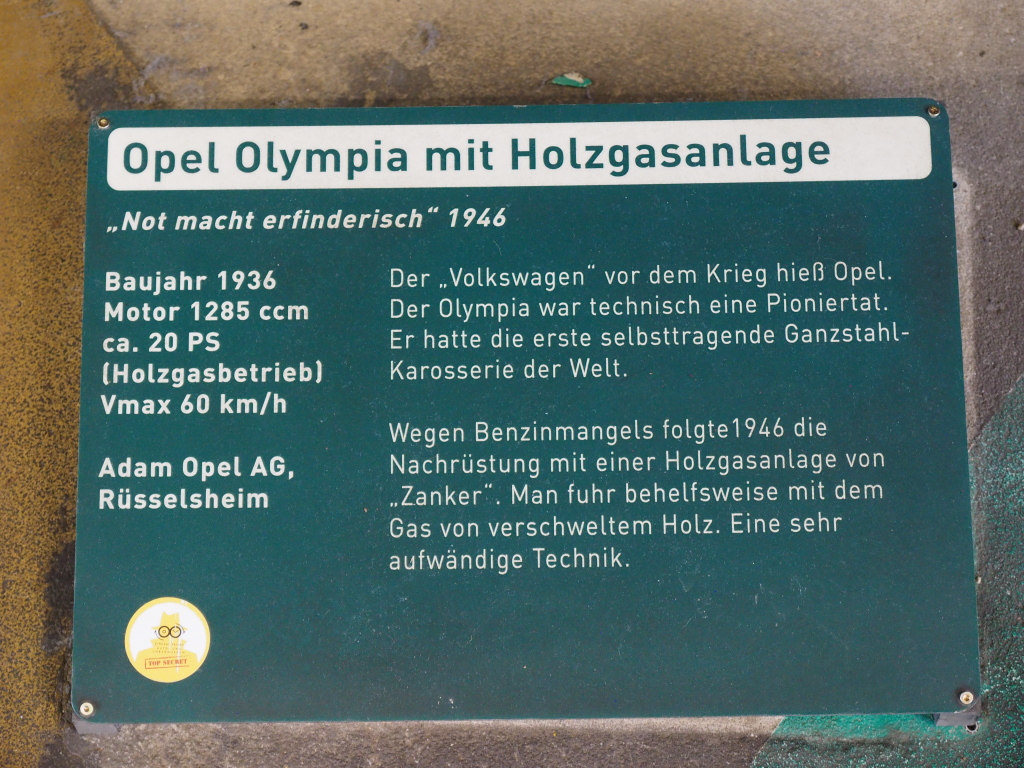 Opel Olympia mit Holzgasanlage
„Not macht erfinderisch“ 1946
Baujahr 1936
Motor 1285 ccm
ca. 20 PS
(Holzgasbetrieb)
Vmax 60 km/h
Adam Opel AG,
Rüsselsheim
Der „Volkswagen“ vor dem Krieg hieß Opel.
Der Olympia war technisch eine Pioniertat.
Er hatte die erste selbsttragende Ganzstahl-
Karosserie der Welt.
Wegen Benzinmangels folgte1946 die
Nachrüstung mit einer Holzgasanlage von
„Zanker“. Man fuhr behelfsweise mit dem
Gas von verschweltem Holz. Eine sehr
aufwändige Technik.
TOP SECRET